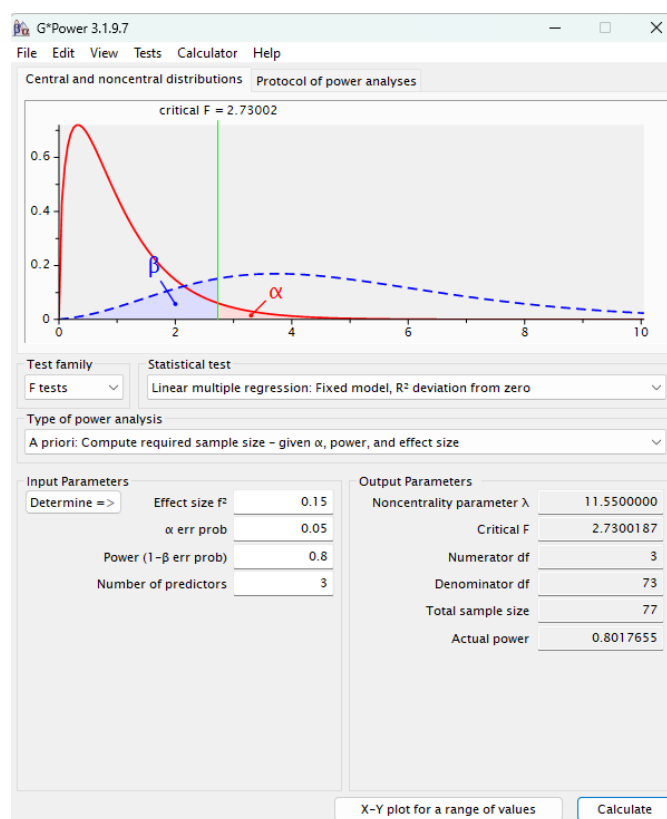 G*Power 3.1.9.7
File Edit View Tests Calculator Help
Central and noncentral distributions Protocol of power analyses
critical F = 2.73002
0.6
0.4
0.2
0
β
α
0 2 4 6 8 10
Test family Statistical test
F tests Linear multiple regression: Fixed model, R² deviation from zero
Type of power analysis
A priori: Compute required sample size – given α, power, and effect size
Input Parameters
Determine => Effect size f² 0.15
α err prob 0.05
Power (1-β err prob) 0.8
Number of predictors 3
Output Parameters
Noncentrality parameter λ 11.5500000
Critical F 2.7300187
Numerator df 3
Denominator df 73
Total sample size 77
Actual power 0.8017655
X-Y plot for a range of values Calculate